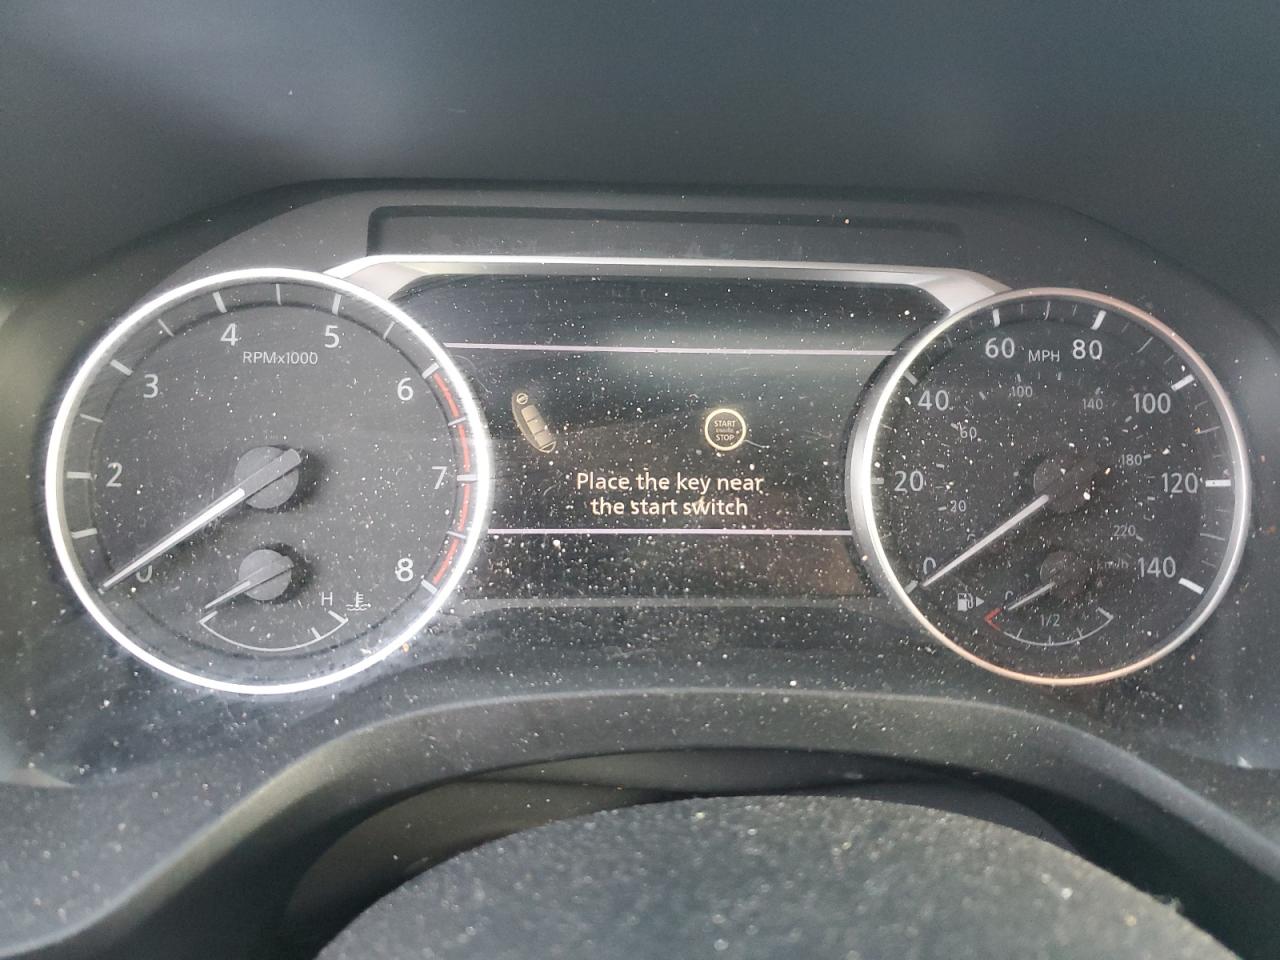 4 5
RPMx1000
3 6
2 7
0 8
H
START
STOP
Place the key near
the start switch
60 MPH 80
40 100
100 140
60
20 120
180
20
220
0 140
km/h
1/2